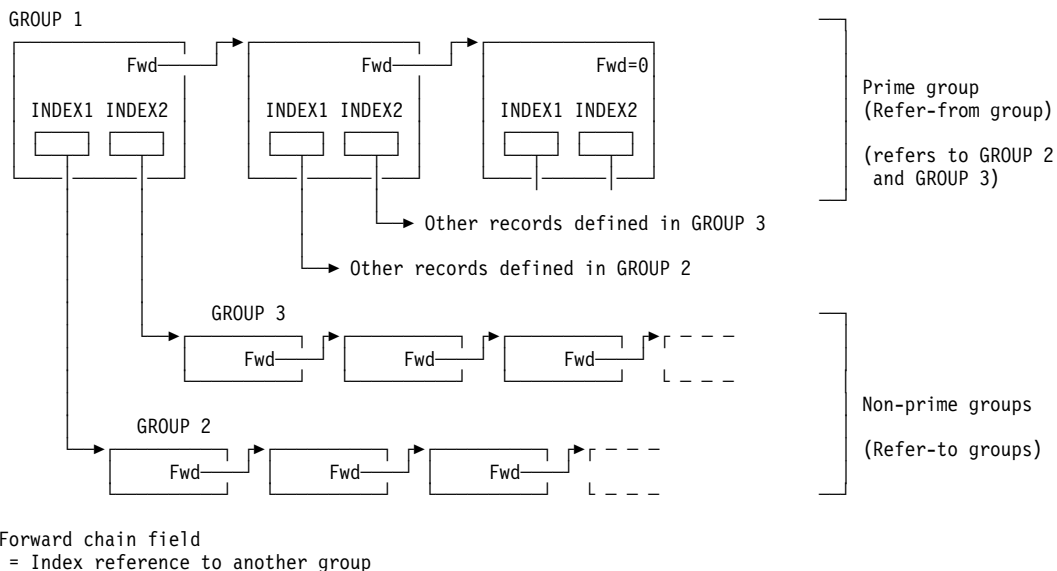 GROUP 1
Fwd Fwd Fwd=0
INDEX1 INDEX2 INDEX1 INDEX2 INDEX1 INDEX2
Prime group
(Refer-from group)
(refers to GROUP 2
and GROUP 3)
Other records defined in GROUP 3
Other records defined in GROUP 2
GROUP 3
Fwd Fwd Fwd
Non-prime groups
(Refer-to groups)
GROUP 2
Fwd Fwd Fwd
Forward chain field
= Index reference to another group